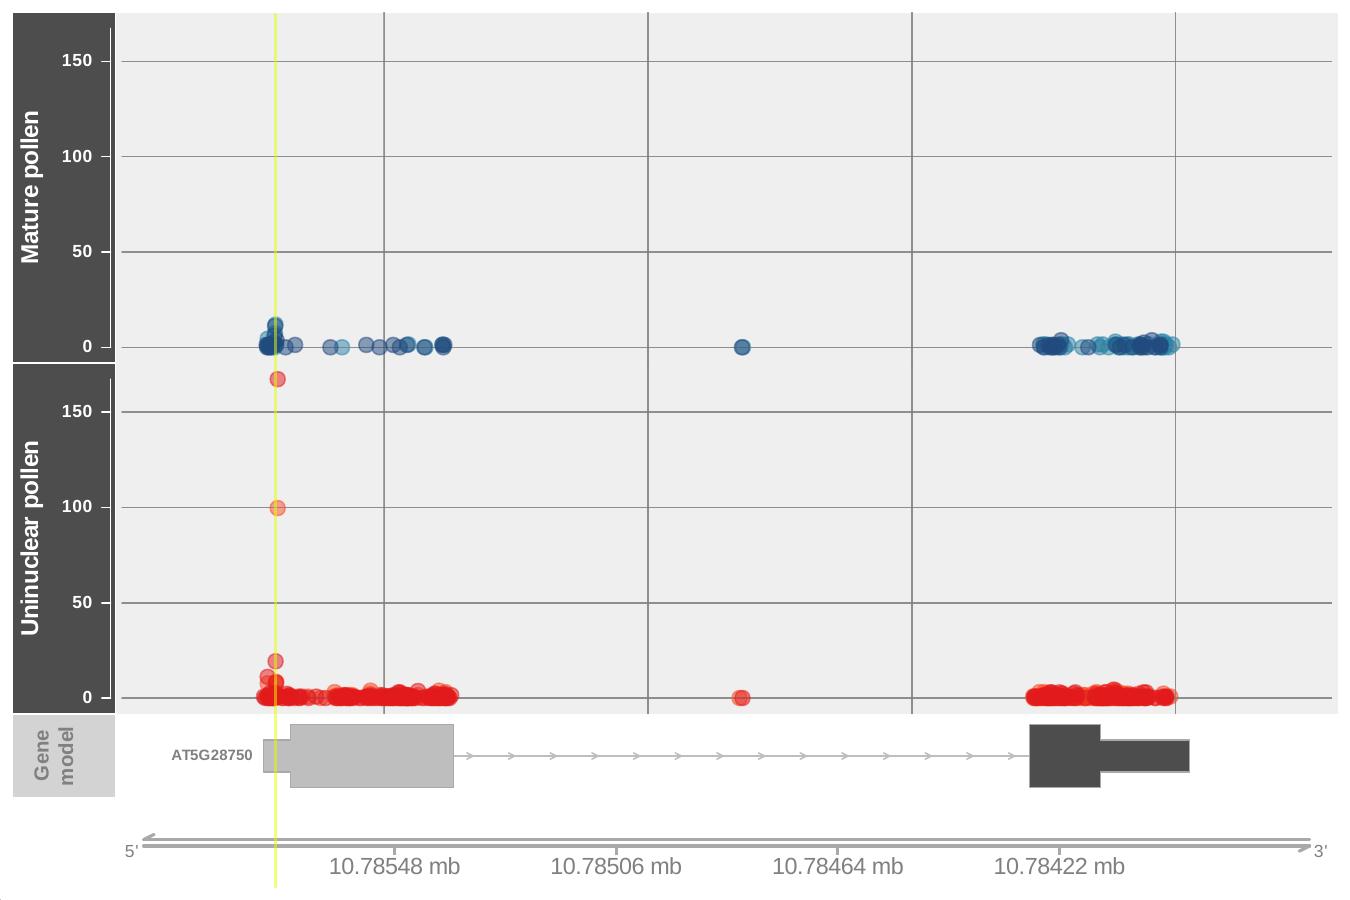 Mature pollen
150
100
50
0
Uninuclear pollen
150
100
50
0
Gene
model
AT5G28750
5'
3'
10.78548 mb
10.78506 mb
10.78464 mb
10.78422 mb